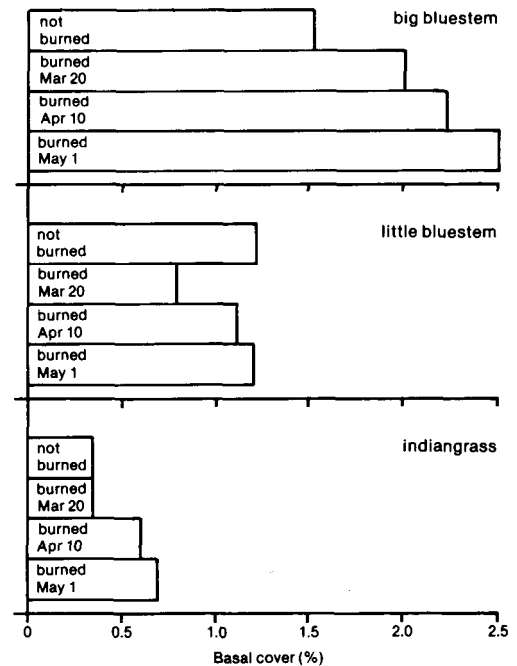 big bluestem
not
burned
burned
Mar 20
burned
Apr 10
burned
May 1
little bluestem
not
burned
burned
Mar 20
burned
Apr 10
burned
May 1
indiangrass
not
burned
burned
Mar 20
burned
Apr 10
burned
May 1
0 0.5 1.0 1.5 2.0 2.5
Basal cover (%)